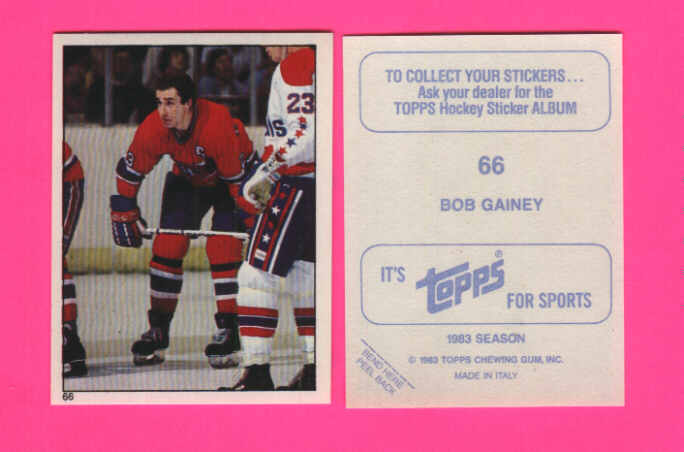 23
66
TO COLLECT YOUR STICKERS...
Ask your dealer for the
TOPPS Hockey Sticker ALBUM
66
BOB GAINEY
IT'S topps® FOR SPORTS
1983 SEASON
© 1983 TOPPS CHEWING GUM, INC.
MADE IN ITALY
BEND HERE
PEEL BACK